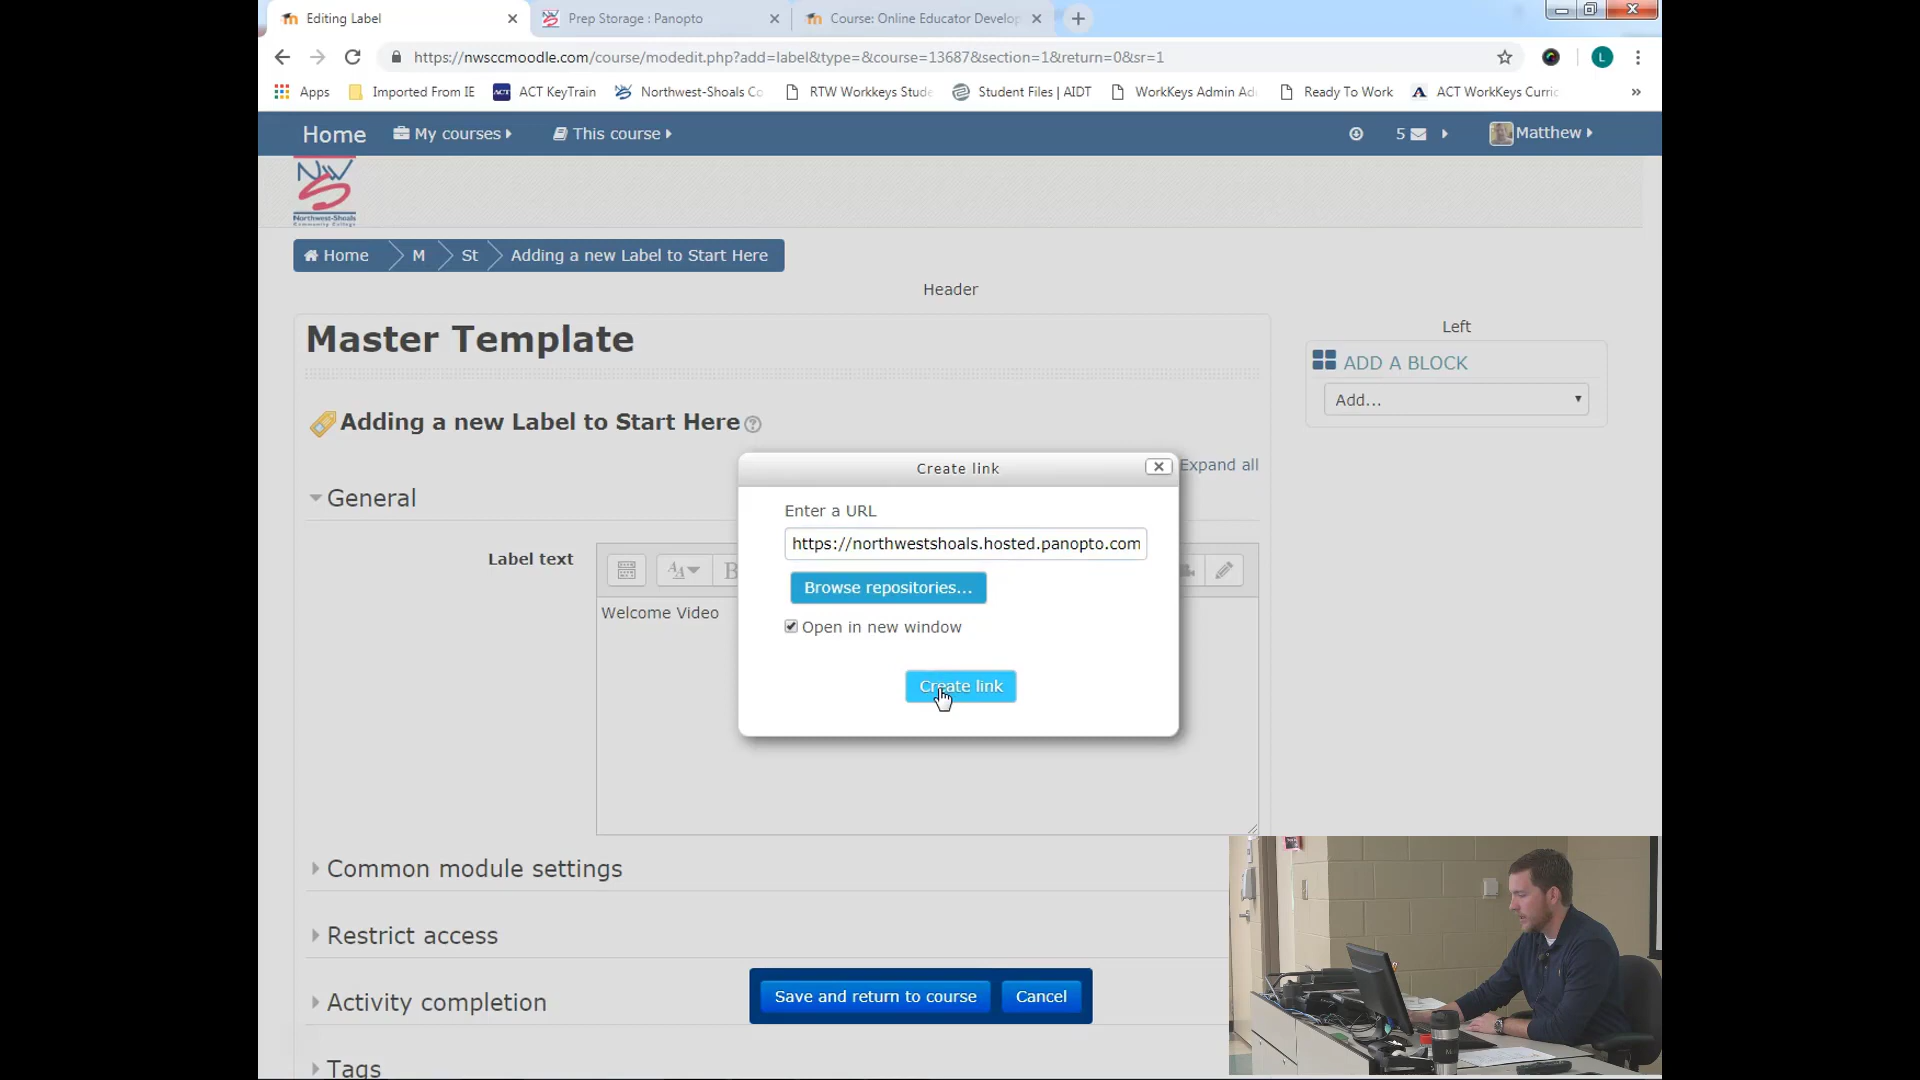 Editing Label
Prep Storage : Panopto
Course: Online Educator Develop
https://nwsccmoodle.com/course/modedit.php?add=label&type=&course=13687&section=1&return=0&sr=1
L
Apps
Imported From IE
ACT
ACT KeyTrain
Northwest-Shoals Co
RTW Workkeys Stude
Student Files | AIDT
WorkKeys Admin Ad
Ready To Work
ACT WorkKeys Curric
»
Home
My courses
This course
5
Matthew
NW
S
Northwest-Shoals
Community College
Home
M
St
Adding a new Label to Start Here
Header
Master Template
Left
ADD A BLOCK
Add...
Adding a new Label to Start Here
Expand all
Create link
General
Enter a URL
https://northwestshoals.hosted.panopto.com
Label text
B
Browse repositories...
Welcome Video
Open in new window
Create link
Common module settings
Restrict access
Activity completion
Save and return to course
Cancel
Tags